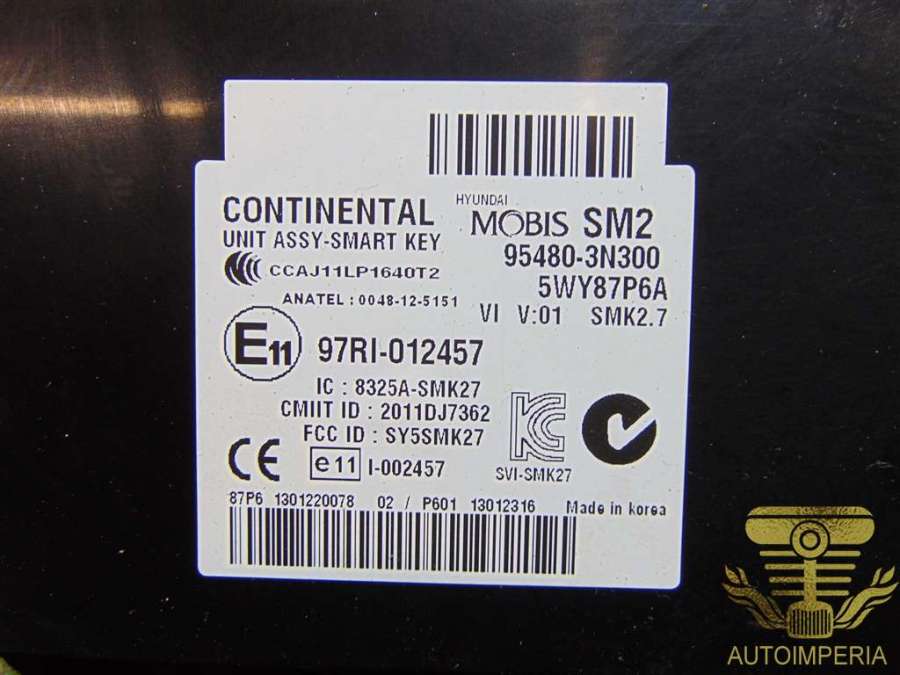 CONTINENTAL
HYUNDAI
MOBIS SM2
UNIT ASSY-SMART KEY
95480-3N300
CCAJ11LP1640T2
5WY87P6A
ANATEL : 0048-12-5151
VI V:01 SMK2.7
E11 97RI-012457
IC : 8325A-SMK27
CMIIT ID : 2011DJ7362
FCC ID : SY5SMK27
CE e11 I-002457
KC
SVI-SMK27
87P6 1301220078 02 / P601 13012316 Made in korea
AUTOIMPERIA